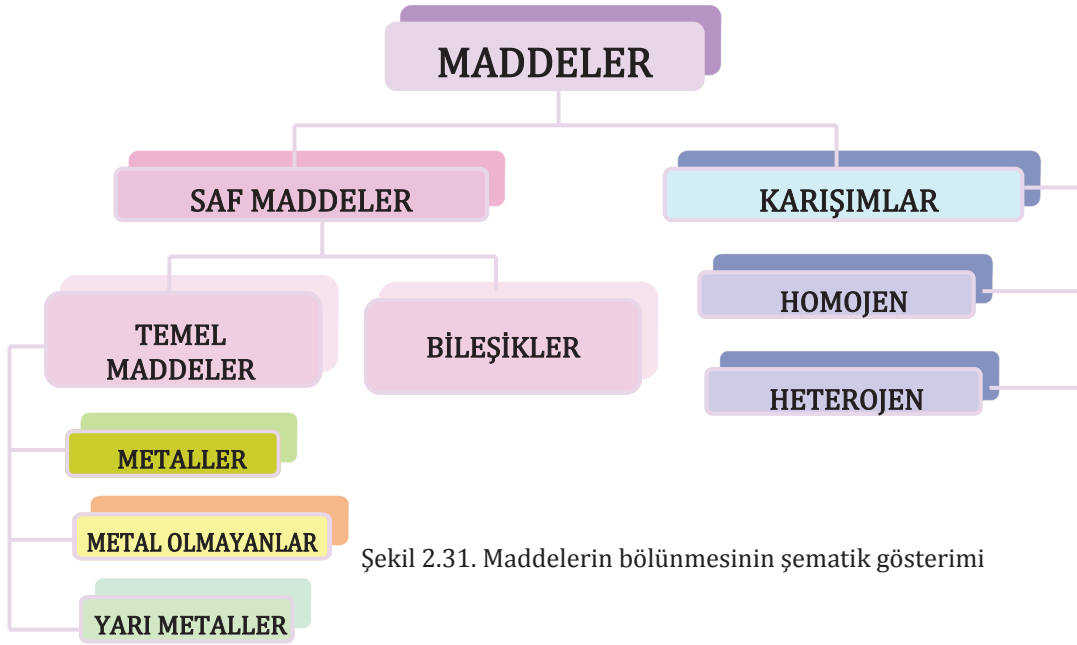 MADDELER
SAF MADDELER
KARIŞIMLAR
TEMEL
MADDELER
BİLEŞİKLER
HOMOJEN
HETEROJEN
METALLER
METAL OLMAYANLAR
YARI METALLER
Şekil 2.31. Maddelerin bölünmesinin şematik gösterimi